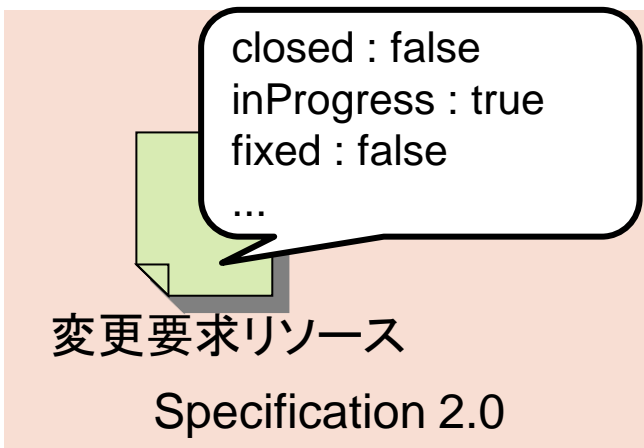 closed : false
inProgress : true
fixed : false
...
変更要求リソース
Specification 2.0